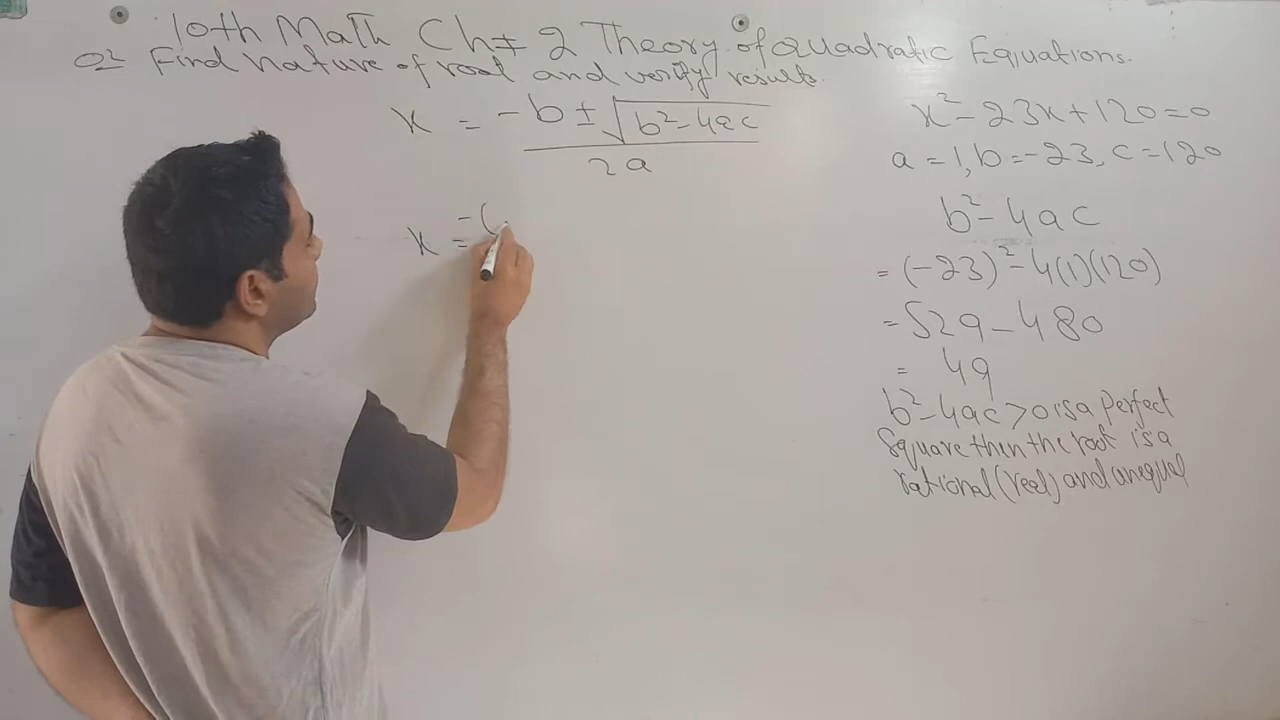 10th Math Ch# 2 Theory of Quadratic Equations.
Q2 Find nature of root and verify results.
x = -b ± √b²-4ac
2a
x = -(
x² - 23x + 120 = 0
a = 1, b = -23, c = 120
b² - 4ac
= (-23)² - 4(1)(120)
= 529 - 480
= 49
b² - 4ac > 0 is a perfect
square then the root is a
rational (reel) and unequal